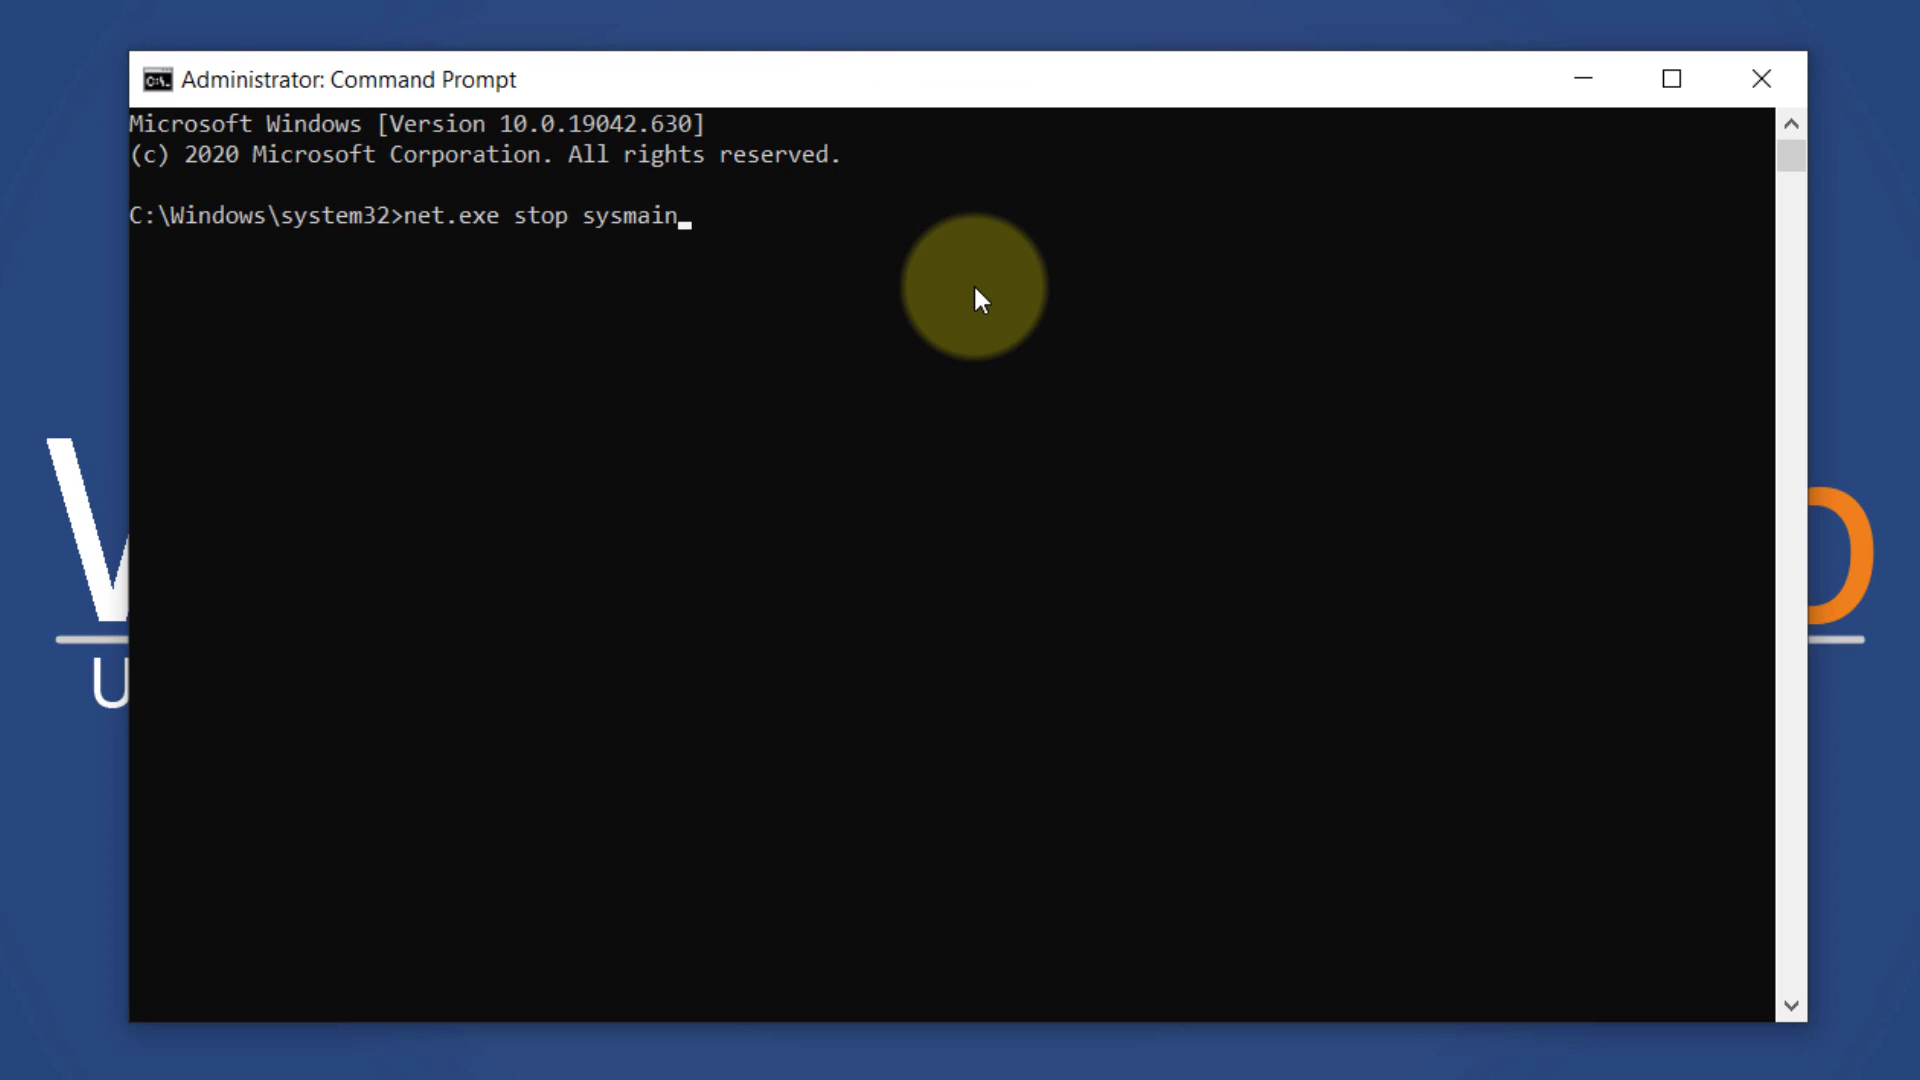 Administrator: Command Prompt
Microsoft Windows [Version 10.0.19042.630]
(c) 2020 Microsoft Corporation. All rights reserved.
C:\Windows\system32>net.exe stop sysmain